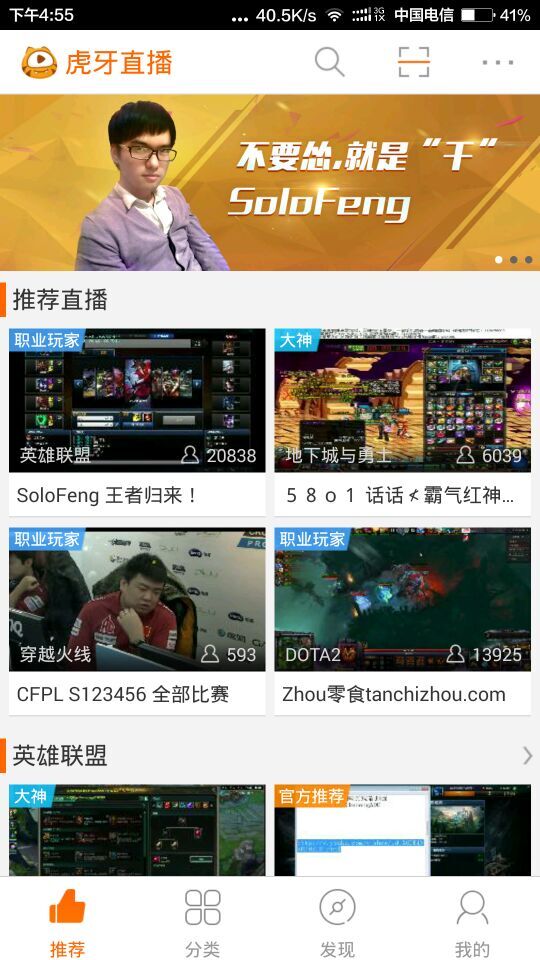 下午4:55
... 40.5K/s 3G 1X 中国电信 41%
虎牙直播
不要怂,就是“干”
SoloFeng
推荐直播
职业玩家
英雄联盟 20838
SoloFeng 王者归来！
大神
地下城与勇士 6039
５８ｏ１ 话话≮霸气红神...
职业玩家
穿越火线 593
CFPL S123456 全部比赛
职业玩家
DOTA2 13925
Zhou零食tanchizhou.com
英雄联盟
大神
官方推荐
推荐
分类
发现
我的